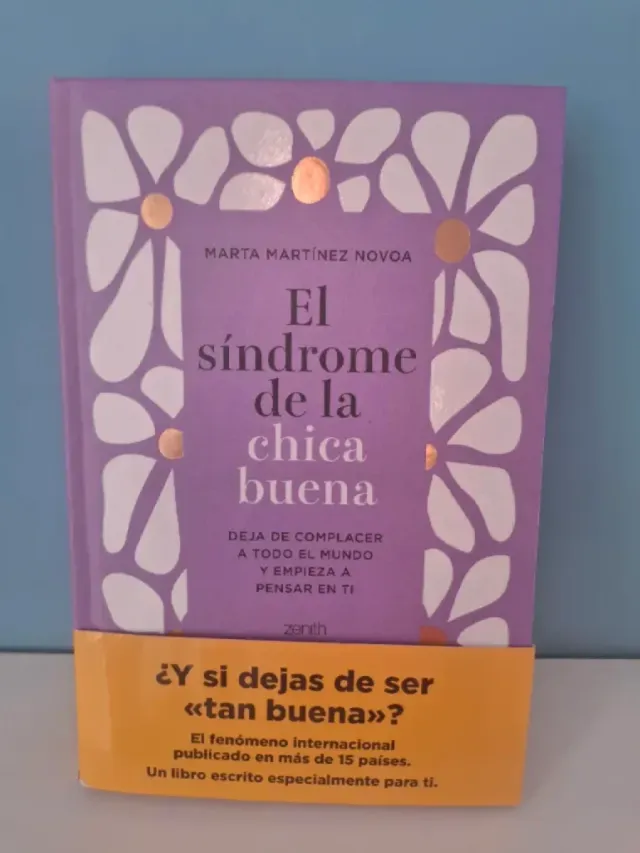 MARTA MARTÍNEZ NOVOA
El
síndrome
de la
chica
buena
DEJA DE COMPLACER
A TODO EL MUNDO
Y EMPIEZA A
PENSAR EN TI
zenith
¿Y si dejas de ser
«tan buena»?
El fenómeno internacional
publicado en más de 15 países.
Un libro escrito especialmente para ti.